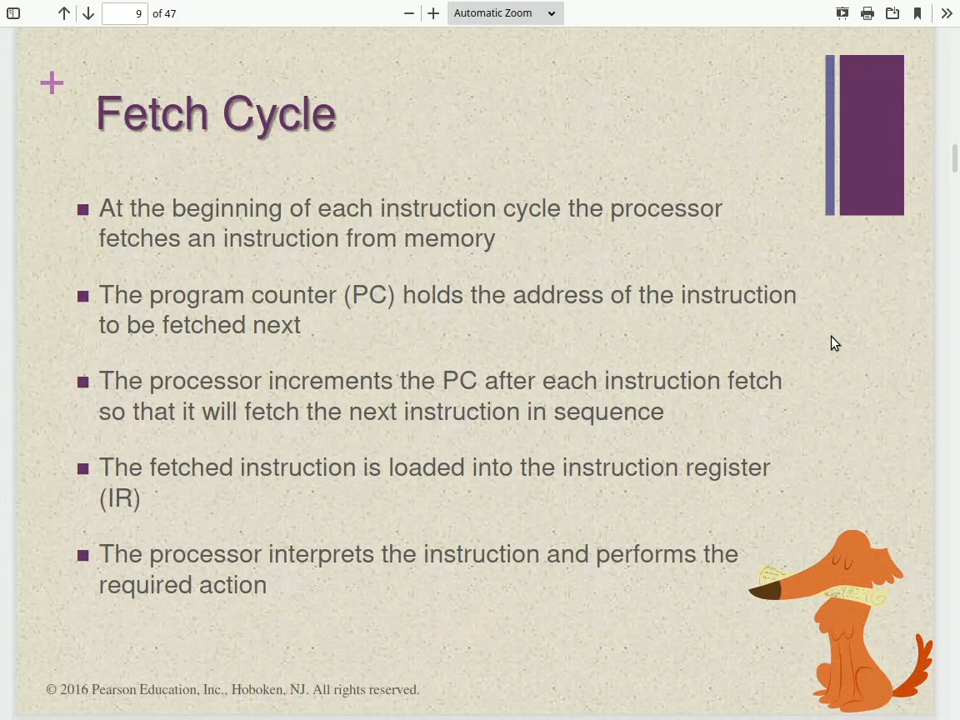 9 of 47
Automatic Zoom
Fetch Cycle
At the beginning of each instruction cycle the processor
fetches an instruction from memory
The program counter (PC) holds the address of the instruction
to be fetched next
The processor increments the PC after each instruction fetch
so that it will fetch the next instruction in sequence
The fetched instruction is loaded into the instruction register
(IR)
The processor interprets the instruction and performs the
required action
© 2016 Pearson Education, Inc., Hoboken, NJ. All rights reserved.